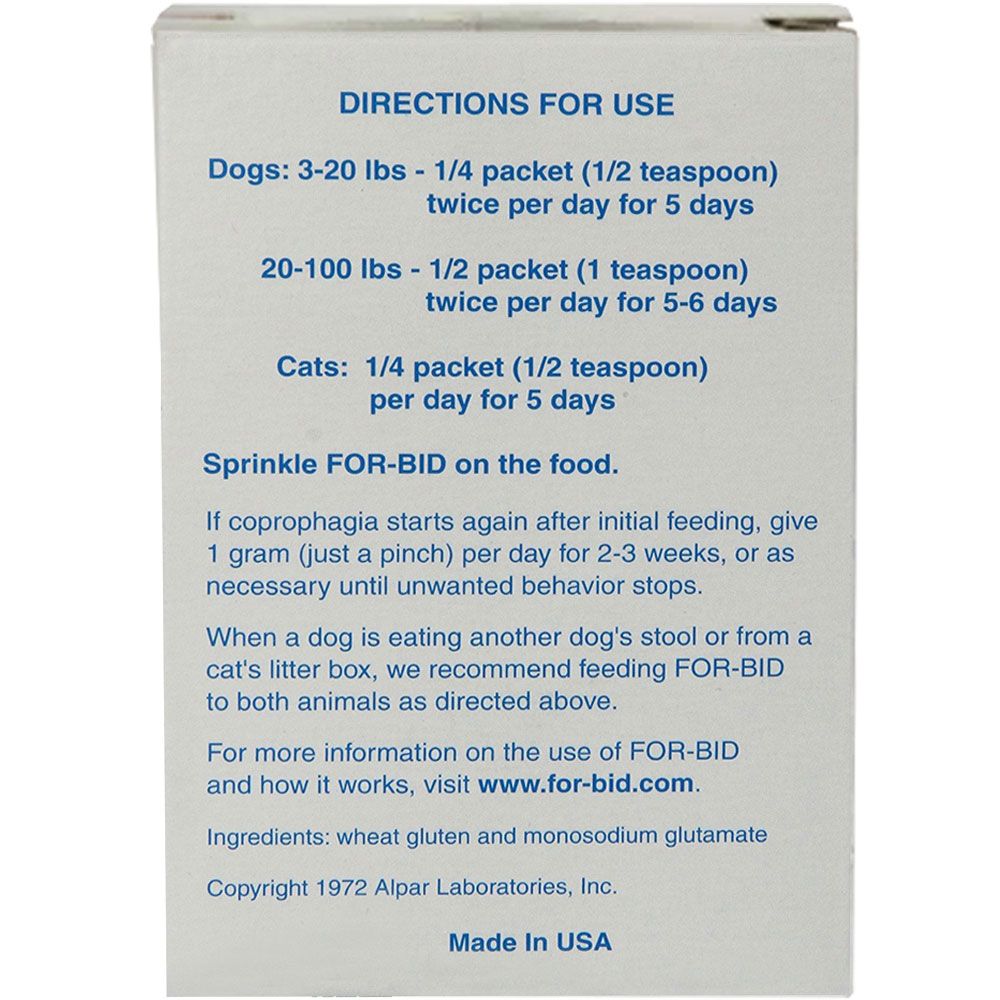 DIRECTIONS FOR USE
Dogs: 3-20 lbs - 1/4 packet (1/2 teaspoon)
twice per day for 5 days
20-100 lbs - 1/2 packet (1 teaspoon)
twice per day for 5-6 days
Cats: 1/4 packet (1/2 teaspoon)
per day for 5 days
Sprinkle FOR-BID on the food.
If coprophagia starts again after initial feeding, give
1 gram (just a pinch) per day for 2-3 weeks, or as
necessary until unwanted behavior stops.
When a dog is eating another dog's stool or from a
cat's litter box, we recommend feeding FOR-BID
to both animals as directed above.
For more information on the use of FOR-BID
and how it works, visit www.for-bid.com.
Ingredients: wheat gluten and monosodium glutamate
Copyright 1972 Alpar Laboratories, Inc.
Made In USA